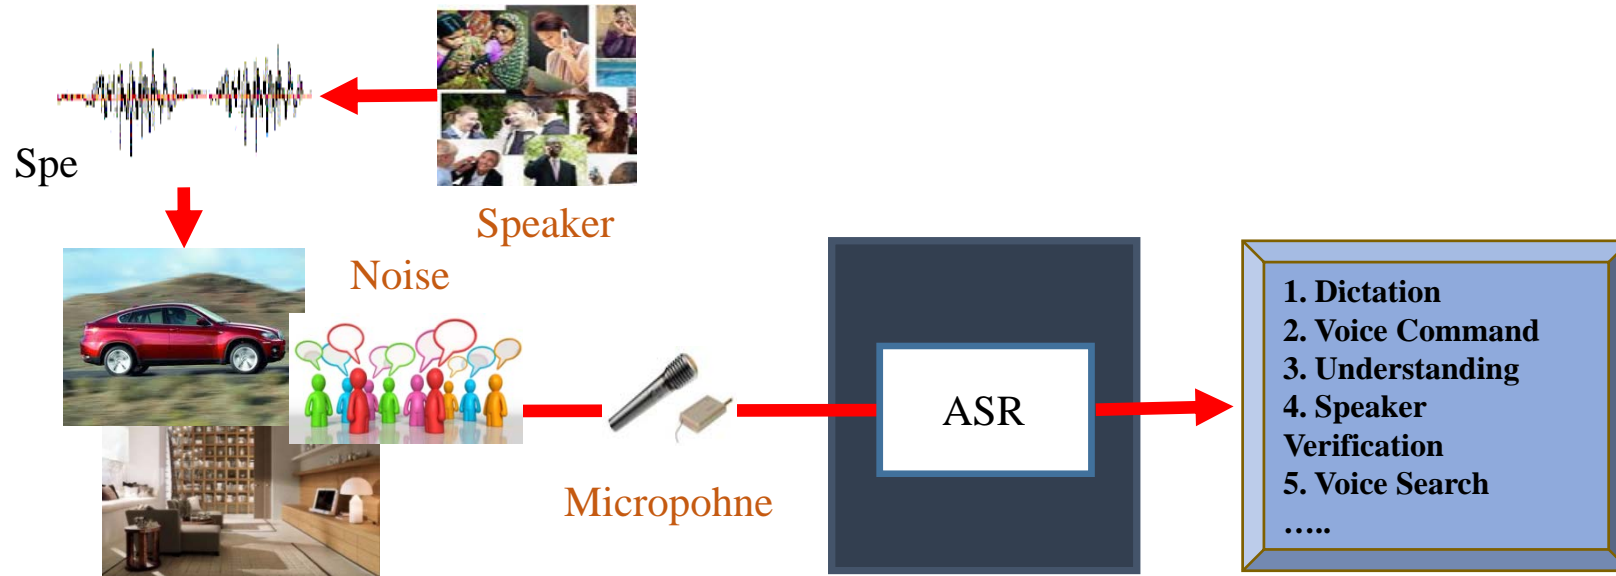 Spe
Speaker
Noise
Micropohne
ASR
1. Dictation
2. Voice Command
3. Understanding
4. Speaker
Verification
5. Voice Search
…..